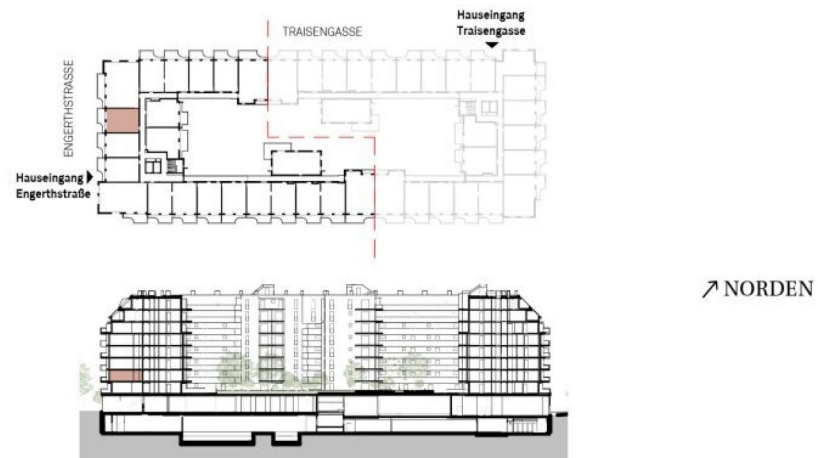 Hauseingang
Traisengasse
TRAISENGASSE
ENGERTHSTRASSE
Hauseingang
Engerthstraße
↗ NORDEN